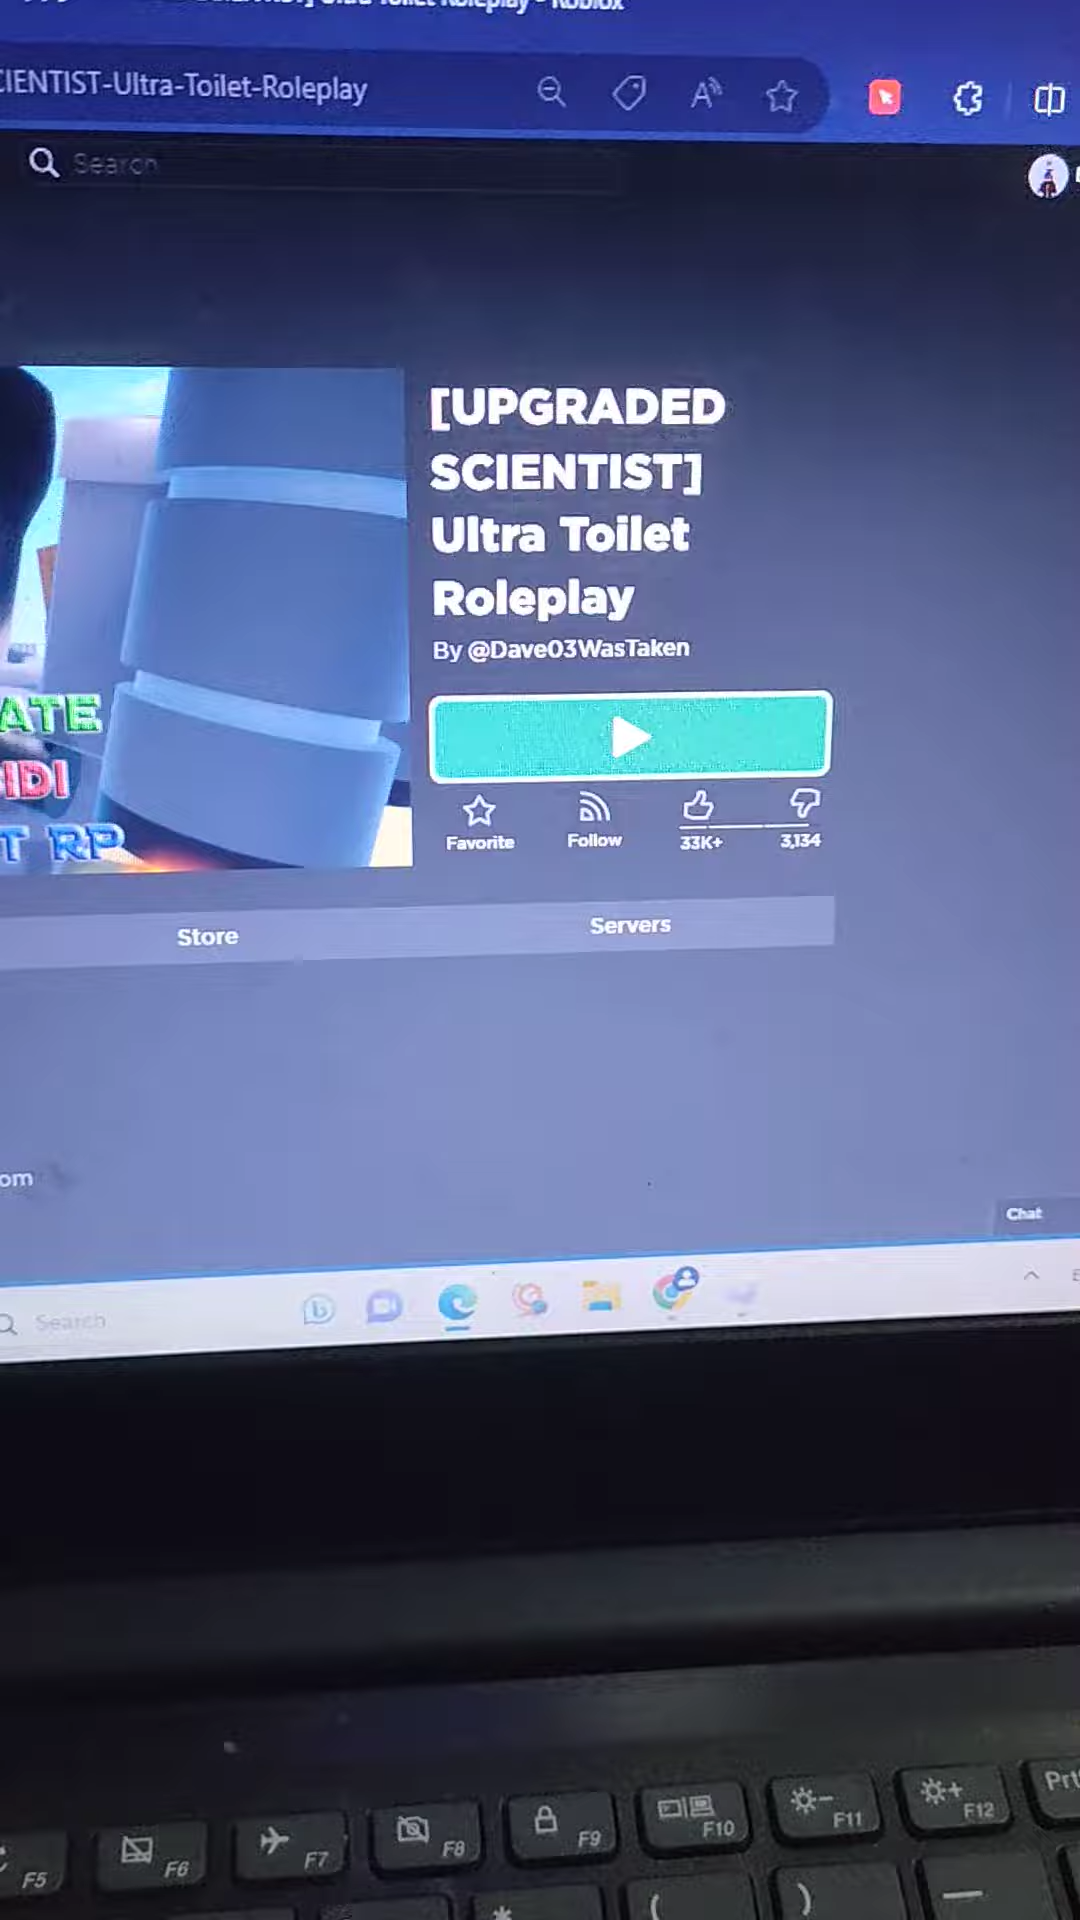 CIENTIST-Ultra-Toilet-Roleplay
Search
[UPGRADED
SCIENTIST]
Ultra Toilet
Roleplay
By @Dave03WasTaken
ATE
IDI
T RP
Favorite
Follow
33K+
3,134
Store
Servers
om
Chat
Search
F5
F6
F7
F8
F9
F10
F11
F12
Prt
*
(
)